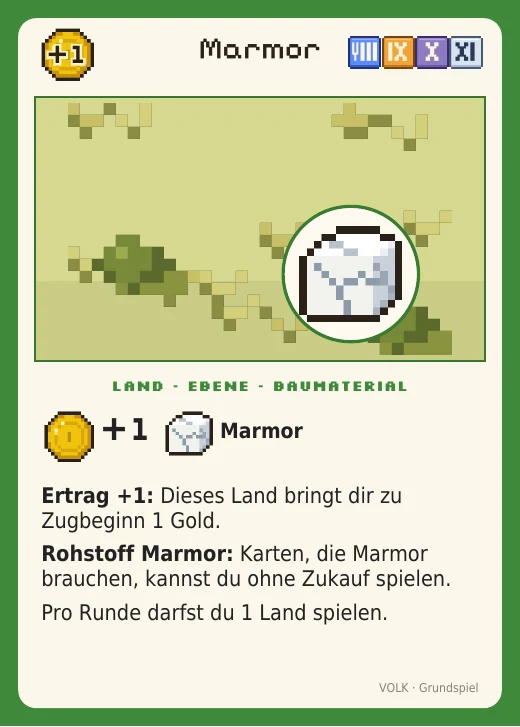 +1 Marmor VIII IX X XI
LAND - EBENE - BAUMATERIAL
+1 Marmor
Ertrag +1: Dieses Land bringt dir zu
Zugbeginn 1 Gold.
Rohstoff Marmor: Karten, die Marmor
brauchen, kannst du ohne Zukauf spielen.
Pro Runde darfst du 1 Land spielen.
VOLK · Grundspiel